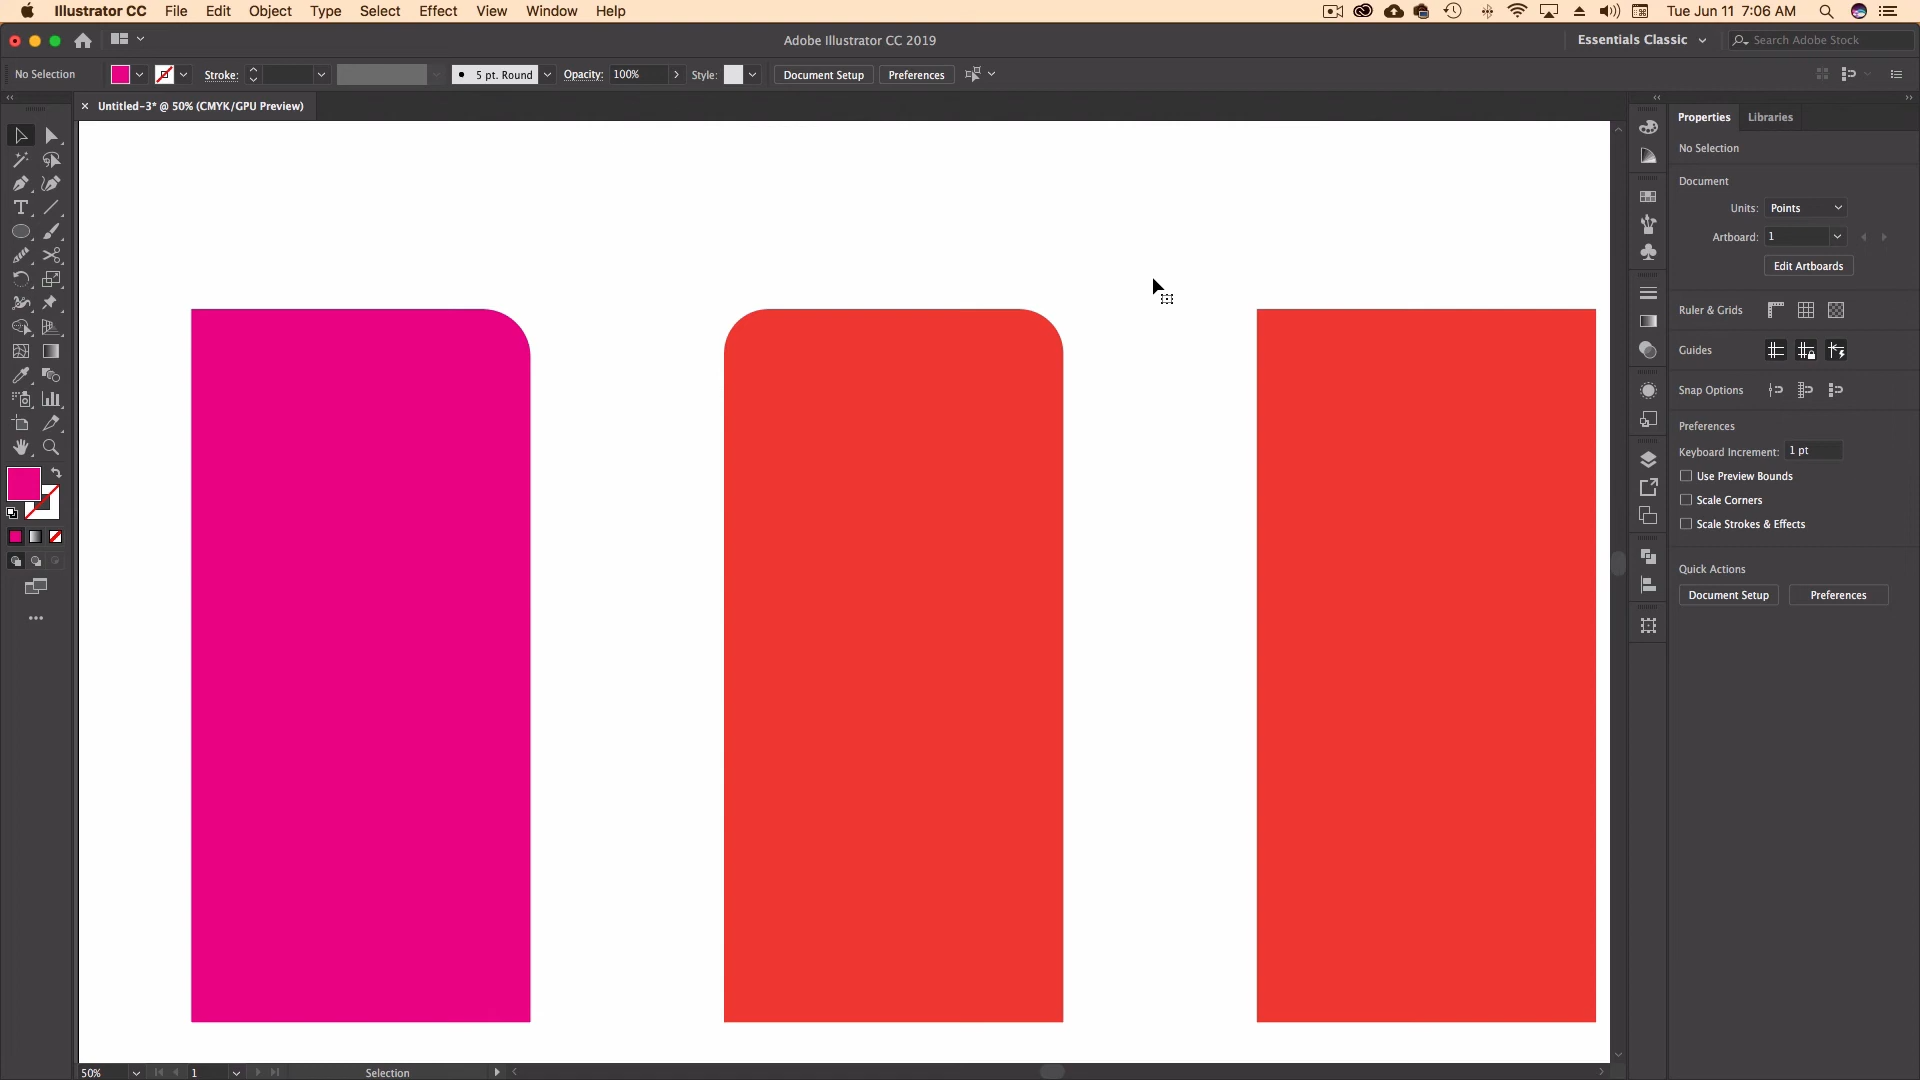 Illustrator CC File Edit Object Type Select Effect View Window Help Tue Jun 11 7:06 AM
Adobe Illustrator CC 2019 Essentials Classic Search Adobe Stock
No Selection Stroke: 5 pt. Round Opacity: 100% Style: Document Setup Preferences
Untitled-3* @ 50% (CMYK/GPU Preview)
Properties Libraries
No Selection
Document
Units: Points
Artboard: 1
Edit Artboards
Ruler & Grids
Guides
Snap Options
Preferences
Keyboard Increment: 1 pt
Use Preview Bounds
Scale Corners
Scale Strokes & Effects
Quick Actions
Document Setup Preferences
50% 1 Selection